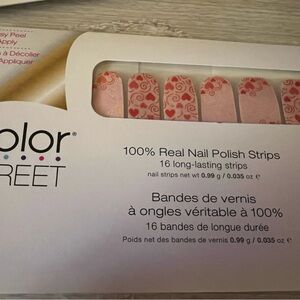 sy Peel
Apply
à Décoller
Appliquer
olor®
REET
100% Real Nail Polish Strips
16 long-lasting strips
nail strips net wt 0.99 g / 0.035 oz e
Bandes de vernis
à ongles véritable à 100%
16 bandes de longue durée
Poids net des bandes de vernis 0.99 g / 0.035 oz e